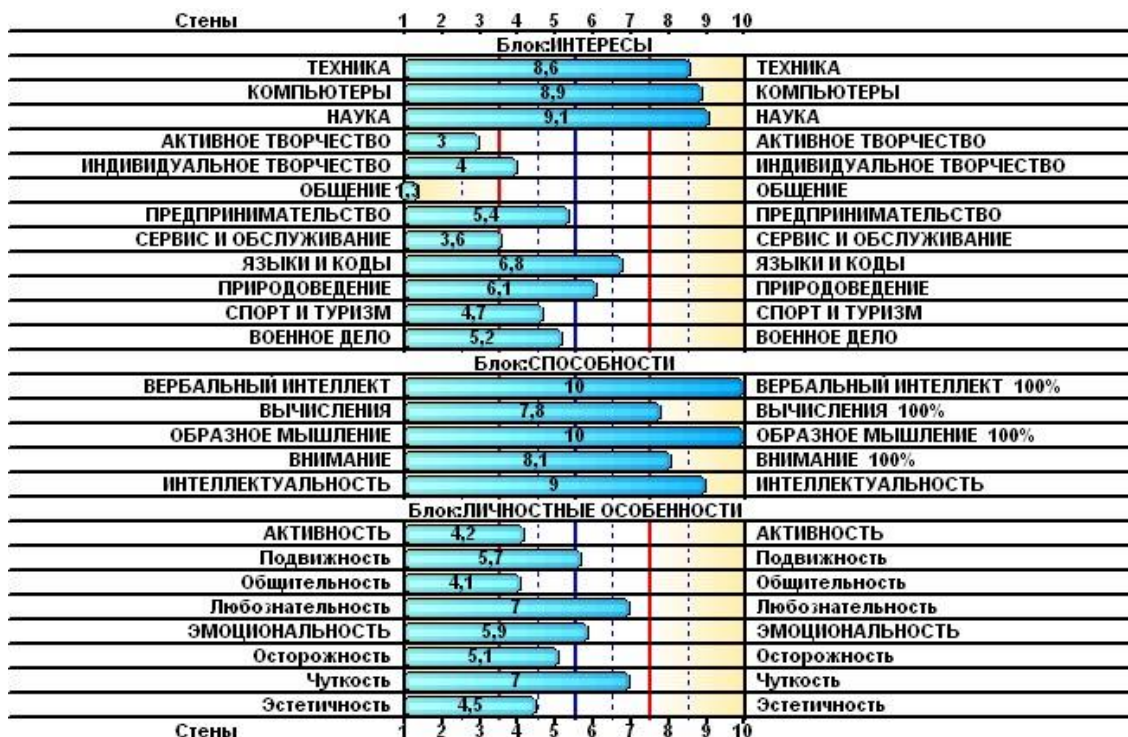 Стены 1 2 3 4 5 6 7 8 9 10
Блок:ИНТЕРЕСЫ
ТЕХНИКА 8,6 ТЕХНИКА
КОМПЬЮТЕРЫ 8,9 КОМПЬЮТЕРЫ
НАУКА 9,1 НАУКА
АКТИВНОЕ ТВОРЧЕСТВО 3 АКТИВНОЕ ТВОРЧЕСТВО
ИНДИВИДУАЛЬНОЕ ТВОРЧЕСТВО 4 ИНДИВИДУАЛЬНОЕ ТВОРЧЕСТВО
ОБЩЕНИЕ 1,3 ОБЩЕНИЕ
ПРЕДПРИНИМАТЕЛЬСТВО 5,4 ПРЕДПРИНИМАТЕЛЬСТВО
СЕРВИС И ОБСЛУЖИВАНИЕ 3,6 СЕРВИС И ОБСЛУЖИВАНИЕ
ЯЗЫКИ И КОДЫ 6,8 ЯЗЫКИ И КОДЫ
ПРИРОДОВЕДЕНИЕ 6,1 ПРИРОДОВЕДЕНИЕ
СПОРТ И ТУРИЗМ 4,7 СПОРТ И ТУРИЗМ
ВОЕННОЕ ДЕЛО 5,2 ВОЕННОЕ ДЕЛО
Блок:СПОСОБНОСТИ
ВЕРБАЛЬНЫЙ ИНТЕЛЛЕКТ 10 ВЕРБАЛЬНЫЙ ИНТЕЛЛЕКТ 100%
ВЫЧИСЛЕНИЯ 7,8 ВЫЧИСЛЕНИЯ 100%
ОБРАЗНОЕ МЫШЛЕНИЕ 10 ОБРАЗНОЕ МЫШЛЕНИЕ 100%
ВНИМАНИЕ 8,1 ВНИМАНИЕ 100%
ИНТЕЛЛЕКТУАЛЬНОСТЬ 9 ИНТЕЛЛЕКТУАЛЬНОСТЬ
Блок:ЛИЧНОСТНЫЕ ОСОБЕННОСТИ
АКТИВНОСТЬ 4,2 АКТИВНОСТЬ
Подвижность 5,7 Подвижность
Общительность 4,1 Общительность
Любознательность 7 Любознательность
ЭМОЦИОНАЛЬНОСТЬ 5,9 ЭМОЦИОНАЛЬНОСТЬ
Осторожность 5,1 Осторожность
Чуткость 7 Чуткость
Эстетичность 4,5 Эстетичность
Стены 1 2 3 4 5 6 7 8 9 10